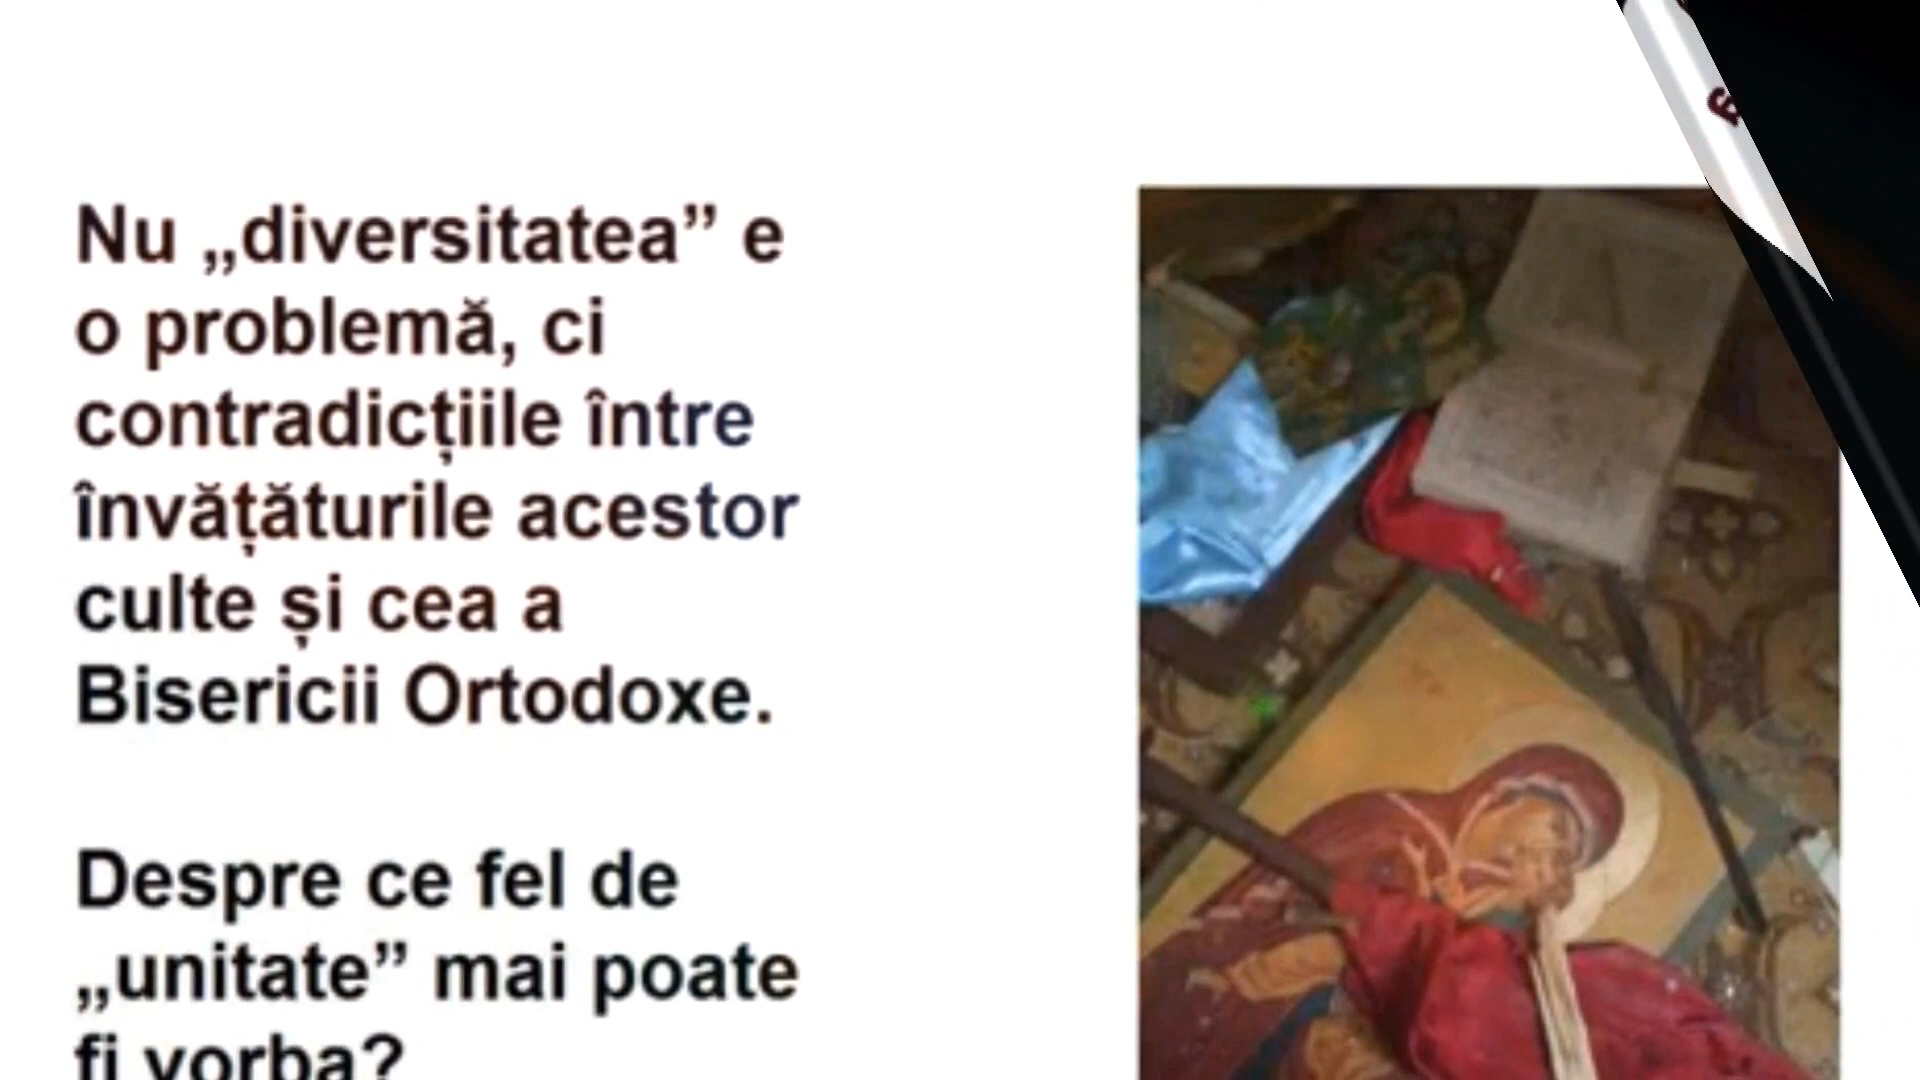 Nu „diversitatea” e
o problemă, ci
contradicțiile între
învățăturile acestor
culte și cea a
Bisericii Ortodoxe.
Despre ce fel de
„unitate” mai poate
fi vorba?